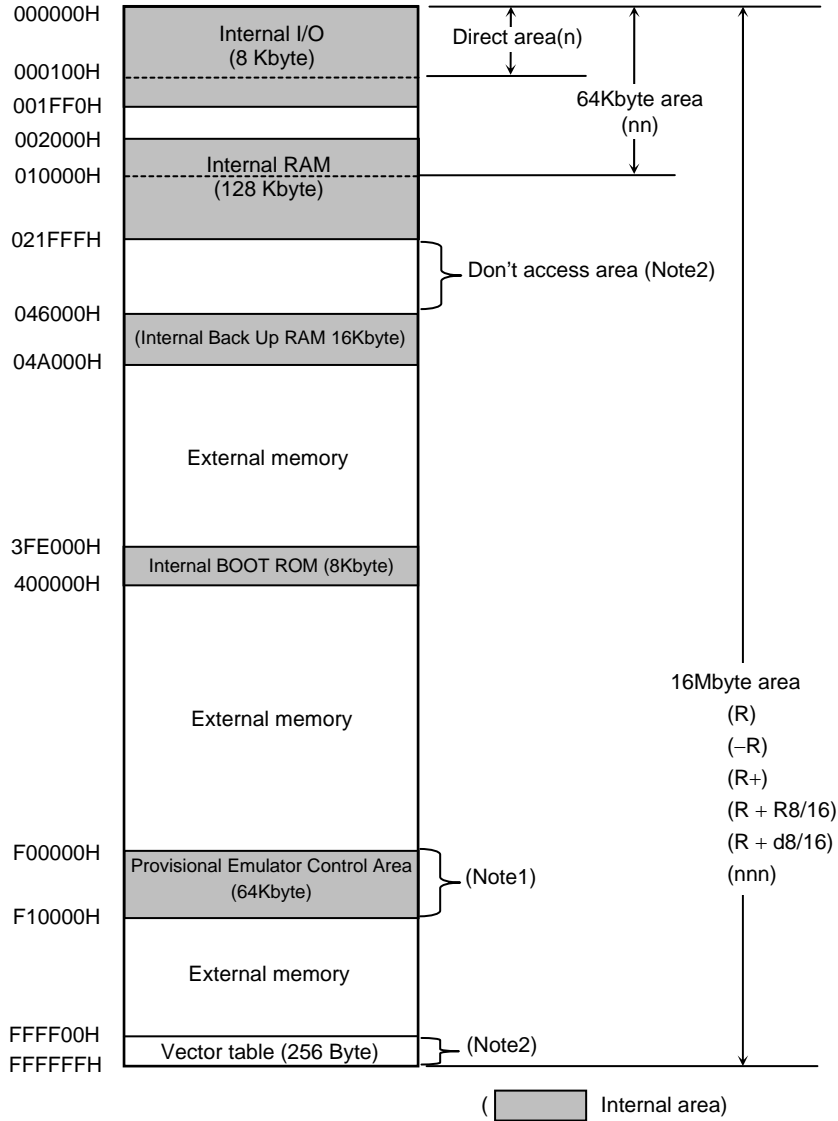 000000H
Internal I/O
(8 Kbyte)
Direct area(n)
000100H
001FF0H
64Kbyte area
(nn)
002000H
Internal RAM
(128 Kbyte)
010000H
021FFFH
Don't access area (Note2)
046000H
(Internal Back Up RAM 16Kbyte)
04A000H
External memory
3FE000H
Internal BOOT ROM (8Kbyte)
400000H
External memory
16Mbyte area
(R)
(−R)
(R+)
(R + R8/16)
(R + d8/16)
(nnn)
F00000H
Provisional Emulator Control Area
(64Kbyte)
(Note1)
F10000H
External memory
FFFF00H
Vector table (256 Byte)
(Note2)
FFFFFFH
( Internal area)